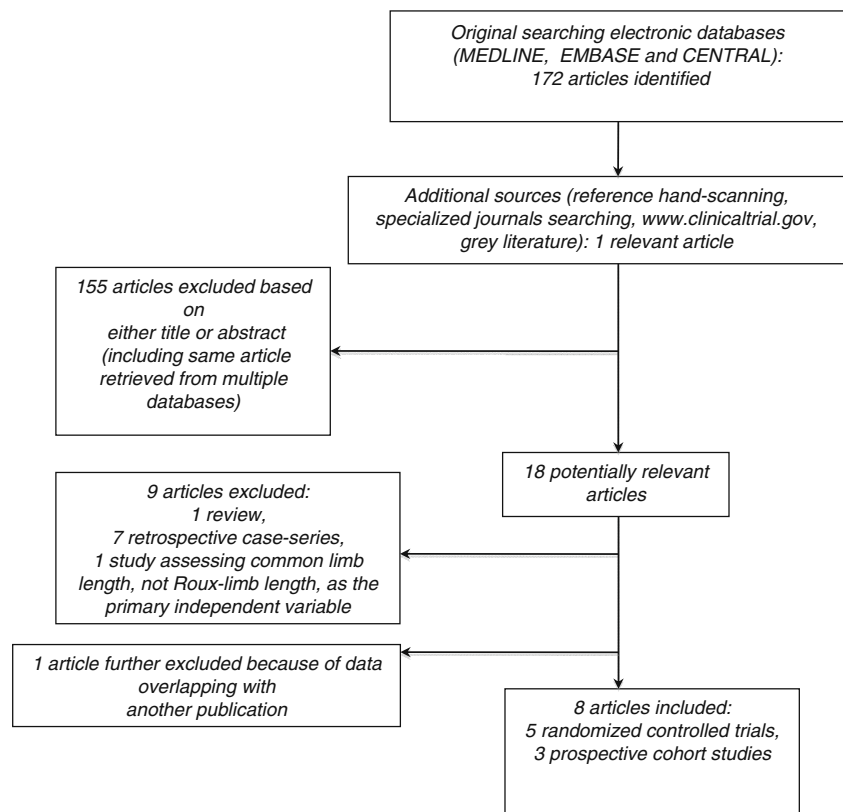 Original searching electronic databases
(MEDLINE, EMBASE and CENTRAL):
172 articles identified
Additional sources (reference hand-scanning,
specialized journals searching, www.clinicaltrial.gov,
grey literature): 1 relevant article
155 articles excluded based
on
either title or abstract
(including same article
retrieved from multiple
databases)
18 potentially relevant
articles
9 articles excluded:
1 review,
7 retrospective case-series,
1 study assessing common limb
length, not Roux-limb length, as the
primary independent variable
1 article further excluded because of data
overlapping with
another publication
8 articles included:
5 randomized controlled trials,
3 prospective cohort studies